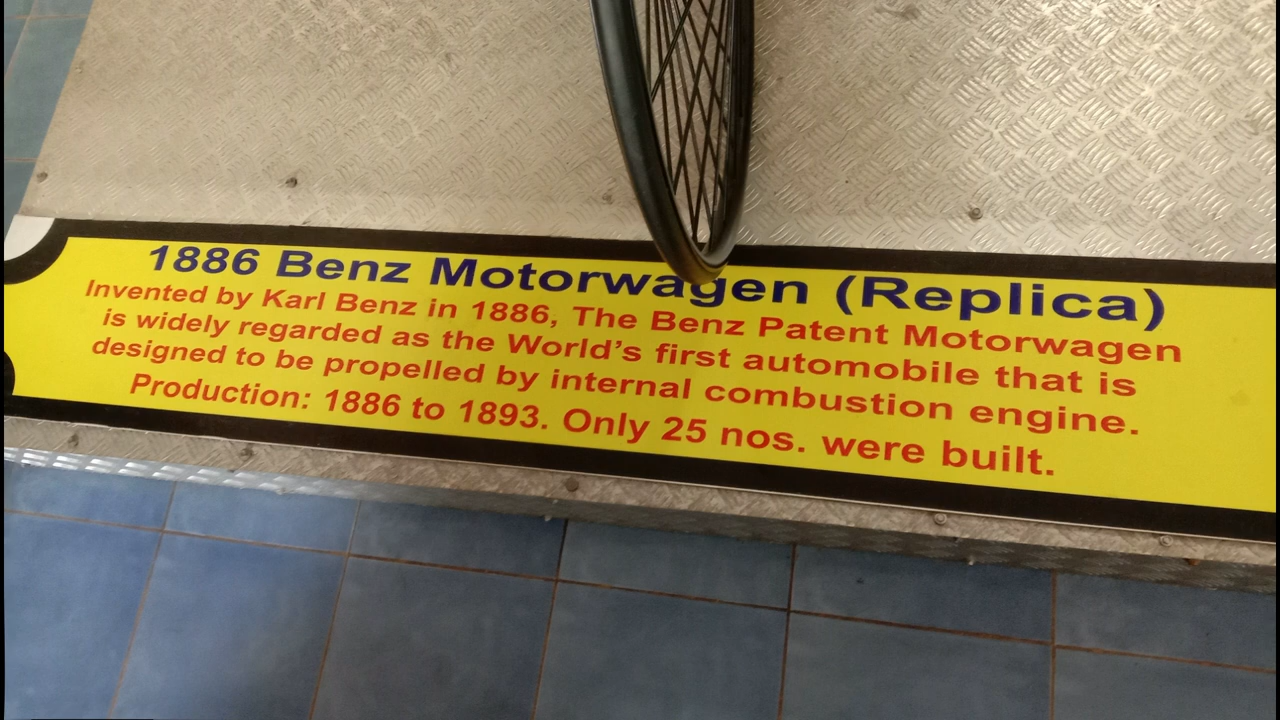 1886 Benz Motorwagen (Replica)
Invented by Karl Benz in 1886, The Benz Patent Motorwagen
is widely regarded as the World's first automobile that is
designed to be propelled by internal combustion engine.
Production: 1886 to 1893. Only 25 nos. were built.